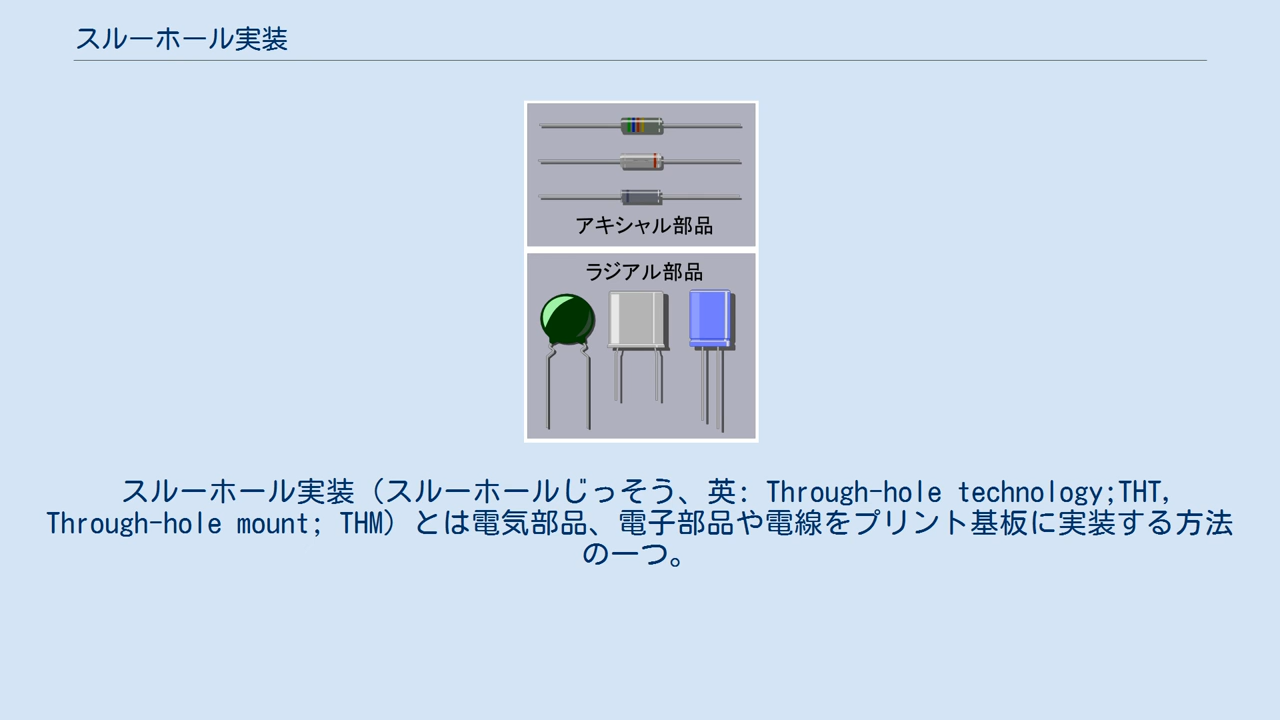 スルーホール実装
アキシャル部品
ラジアル部品
スルーホール実装（スルーホールじっそう、英: Through-hole technology;THT,
Through-hole mount; THM）とは電気部品、電子部品や電線をプリント基板に実装する方法
の一つ。